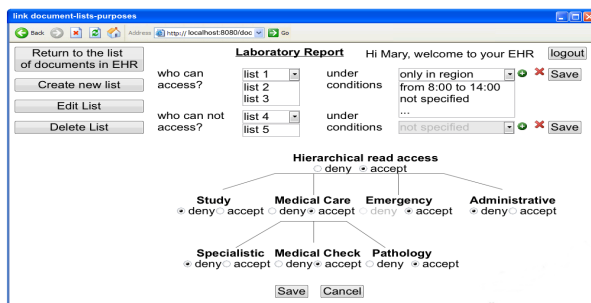 link document-lists-purposes
Back Address http://localhost:8080/doc Go
Return to the list of documents in EHR
Laboratory Report
Hi Mary, welcome to your EHR
logout
Create new list
Edit List
Delete List
who can access?
list 1
list 2
list 3
under conditions
only in region
from 8:00 to 14:00
not specified
...
Save
who can not access?
list 4
list 5
under conditions
not specified
Save
Hierarchical read access
deny accept
Study Medical Care Emergency Administrative
deny accept deny accept deny accept deny accept
Specialistic Medical Check Pathology
deny accept deny accept deny accept
Save Cancel